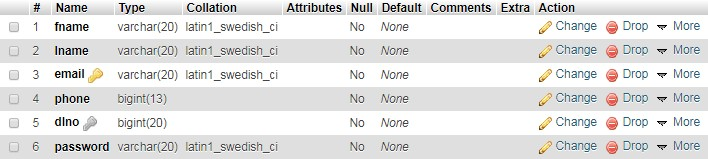 # Name Type Collation Attributes Null Default Comments Extra Action
1 fname varchar(20) latin1_swedish_ci No None Change Drop More
2 lname varchar(20) latin1_swedish_ci No None Change Drop More
3 email varchar(20) latin1_swedish_ci No None Change Drop More
4 phone bigint(13) No None Change Drop More
5 dlno bigint(20) No None Change Drop More
6 password varchar(20) latin1_swedish_ci No None Change Drop More